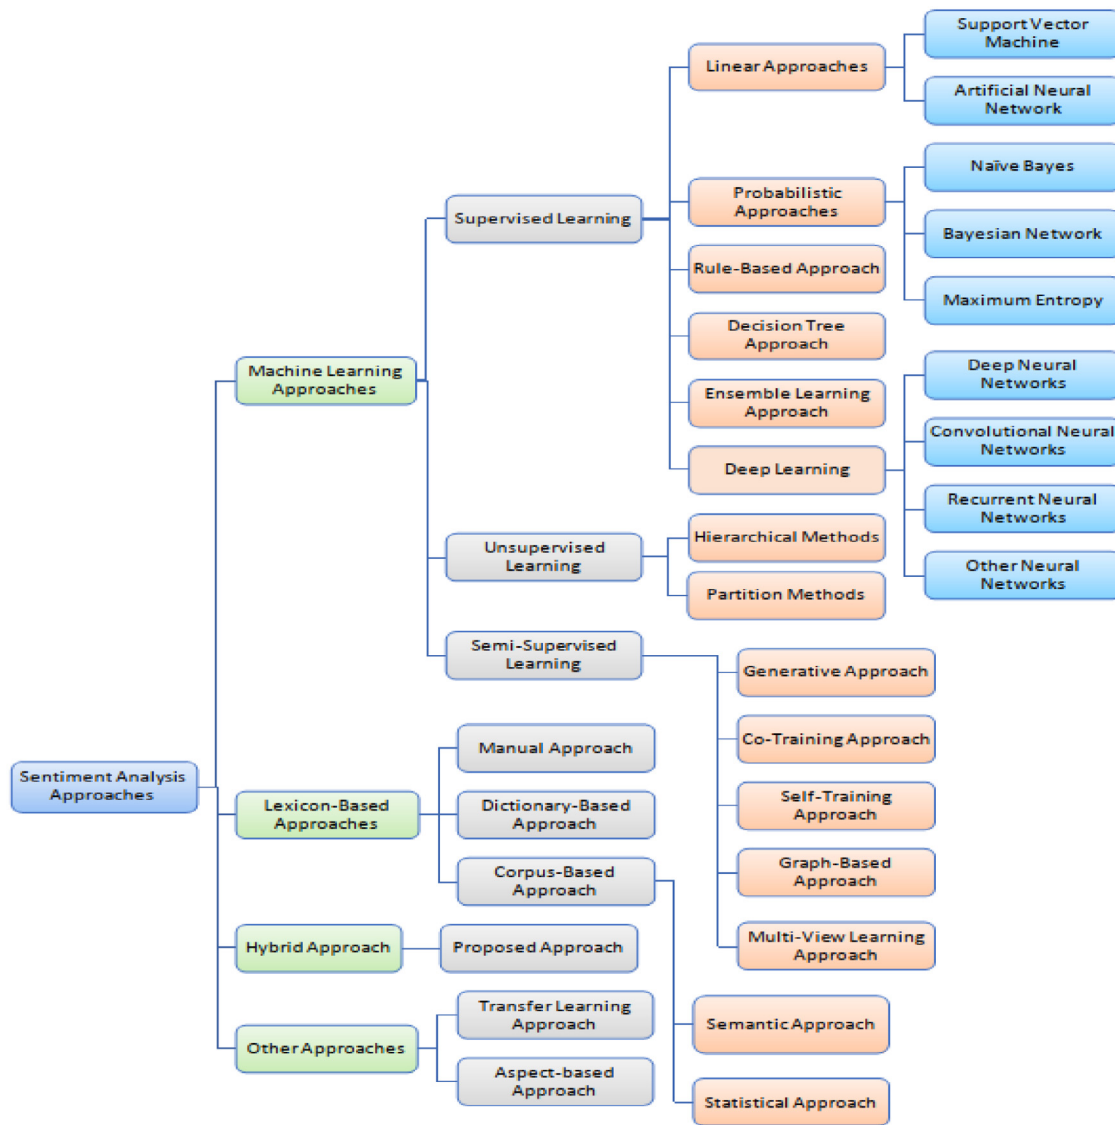 Support Vector
Machine
Linear Approaches
Artificial Neural
Network
Naïve Bayes
Probabilistic
Approaches
Supervised Learning
Bayesian Network
Rule-Based Approach
Maximum Entropy
Decision Tree
Approach
Machine Learning
Approaches
Deep Neural
Networks
Ensemble Learning
Approach
Convolutional Neural
Networks
Deep Learning
Recurrent Neural
Networks
Unsupervised
Learning
Hierarchical Methods
Other Neural
Networks
Partition Methods
Semi-Supervised
Learning
Generative Approach
Co-Training Approach
Manual Approach
Sentiment Analysis
Approaches
Lexicon-Based
Approaches
Dictionary-Based
Approach
Self-Training
Approach
Corpus-Based
Approach
Graph-Based
Approach
Hybrid Approach
Proposed Approach
Multi-View Learning
Approach
Transfer Learning
Approach
Semantic Approach
Other Approaches
Aspect-based
Approach
Statistical Approach